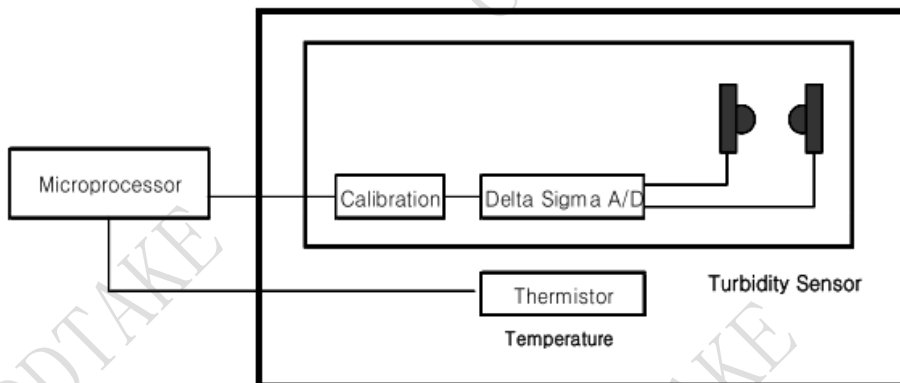 Microprocessor
Calibration
Delta Sigma A/D
Thermistor
Turbidity Sensor
Temperature